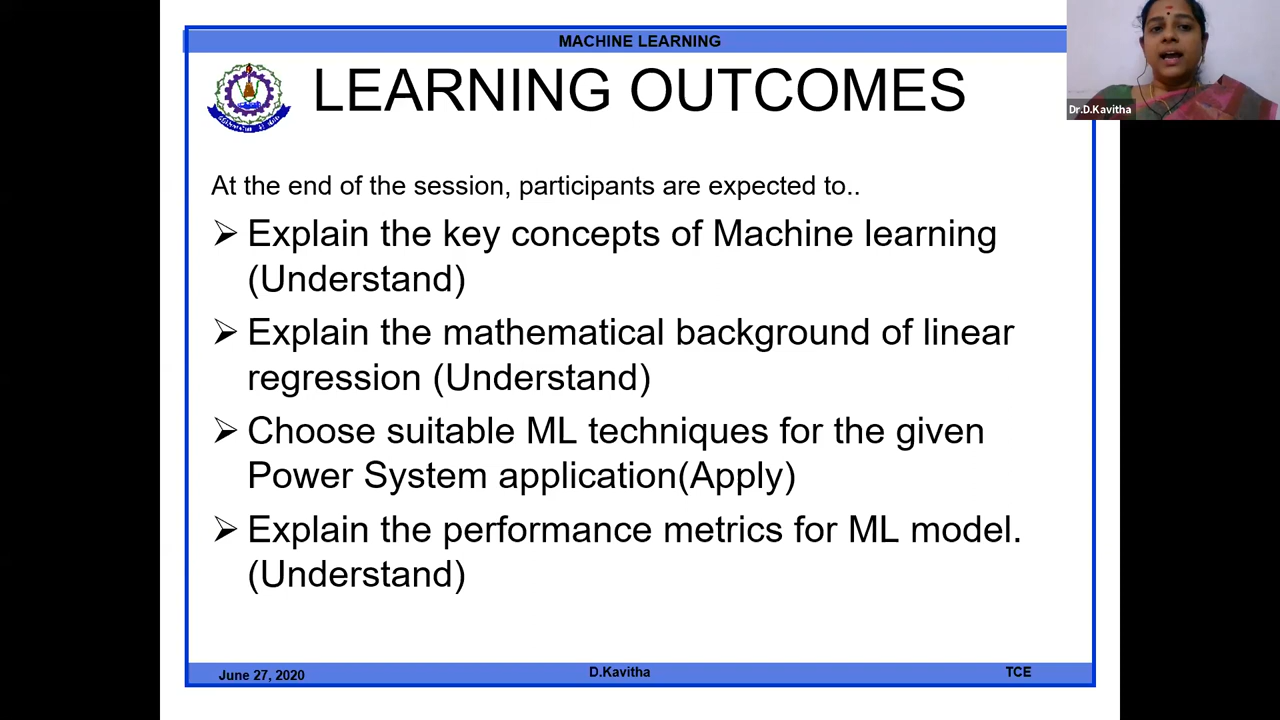 MACHINE LEARNING
LEARNING OUTCOMES
Dr.D.Kavitha
At the end of the session, participants are expected to..
Explain the key concepts of Machine learning
(Understand)
Explain the mathematical background of linear
regression (Understand)
Choose suitable ML techniques for the given
Power System application(Apply)
Explain the performance metrics for ML model.
(Understand)
June 27, 2020
D.Kavitha
TCE